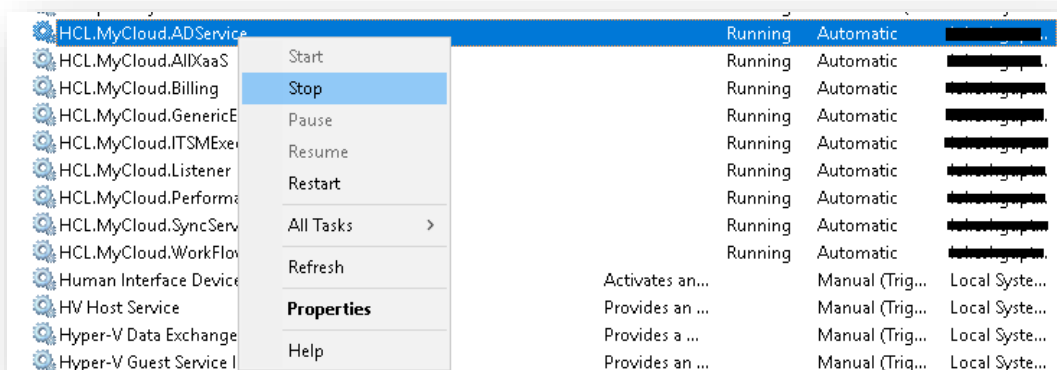 HCL.MyCloud.ADService Running Automatic
HCL.MyCloud.AllXaaS Start Running Automatic
HCL.MyCloud.Billing Stop Running Automatic
HCL.MyCloud.GenericE Pause Running Automatic
HCL.MyCloud.ITSMExe Resume Running Automatic
HCL.MyCloud.Listener Restart Running Automatic
HCL.MyCloud.Performa Running Automatic
HCL.MyCloud.SyncServ All Tasks > Running Automatic
HCL.MyCloud.WorkFlo Refresh Running Automatic
Human Interface Device Activates an... Manual (Trig... Local Syste...
HV Host Service Properties Provides an ... Manual (Trig... Local Syste...
Hyper-V Data Exchange Provides a ... Manual (Trig... Local Syste...
Hyper-V Guest Service I Help Provides an ... Manual (Trig... Local Syste...